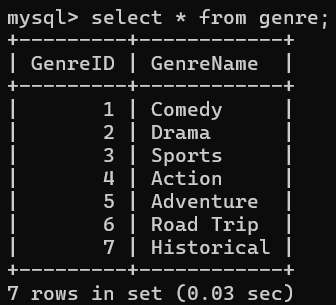 mysql> select * from genre;
+---------+------------+
| GenreID | GenreName  |
+---------+------------+
|       1 | Comedy     |
|       2 | Drama      |
|       3 | Sports     |
|       4 | Action     |
|       5 | Adventure  |
|       6 | Road Trip  |
|       7 | Historical |
+---------+------------+
7 rows in set (0.03 sec)